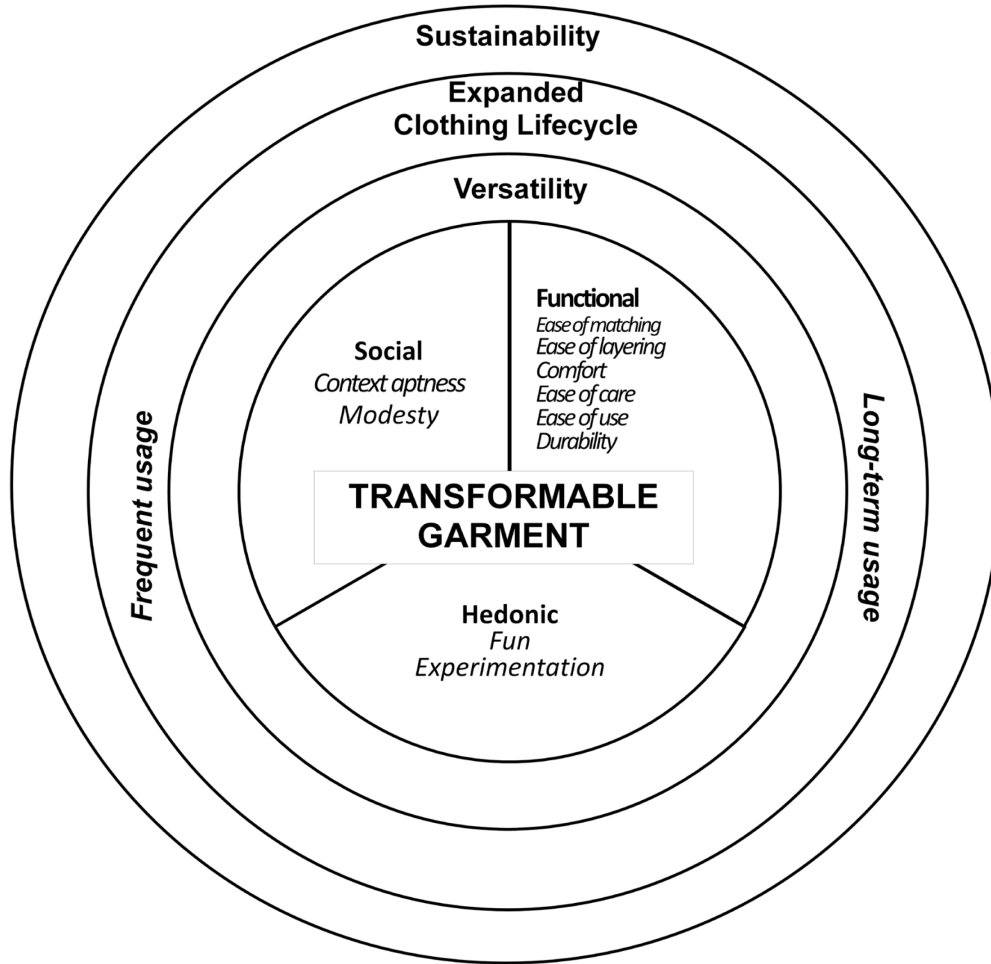 Sustainability
Expanded
Clothing Lifecycle
Versatility
Social
Context aptness
Modesty
Functional
Ease of matching
Ease of layering
Comfort
Ease of care
Ease of use
Durability
Frequent usage
Long-term usage
TRANSFORMABLE
GARMENT
Hedonic
Fun
Experimentation